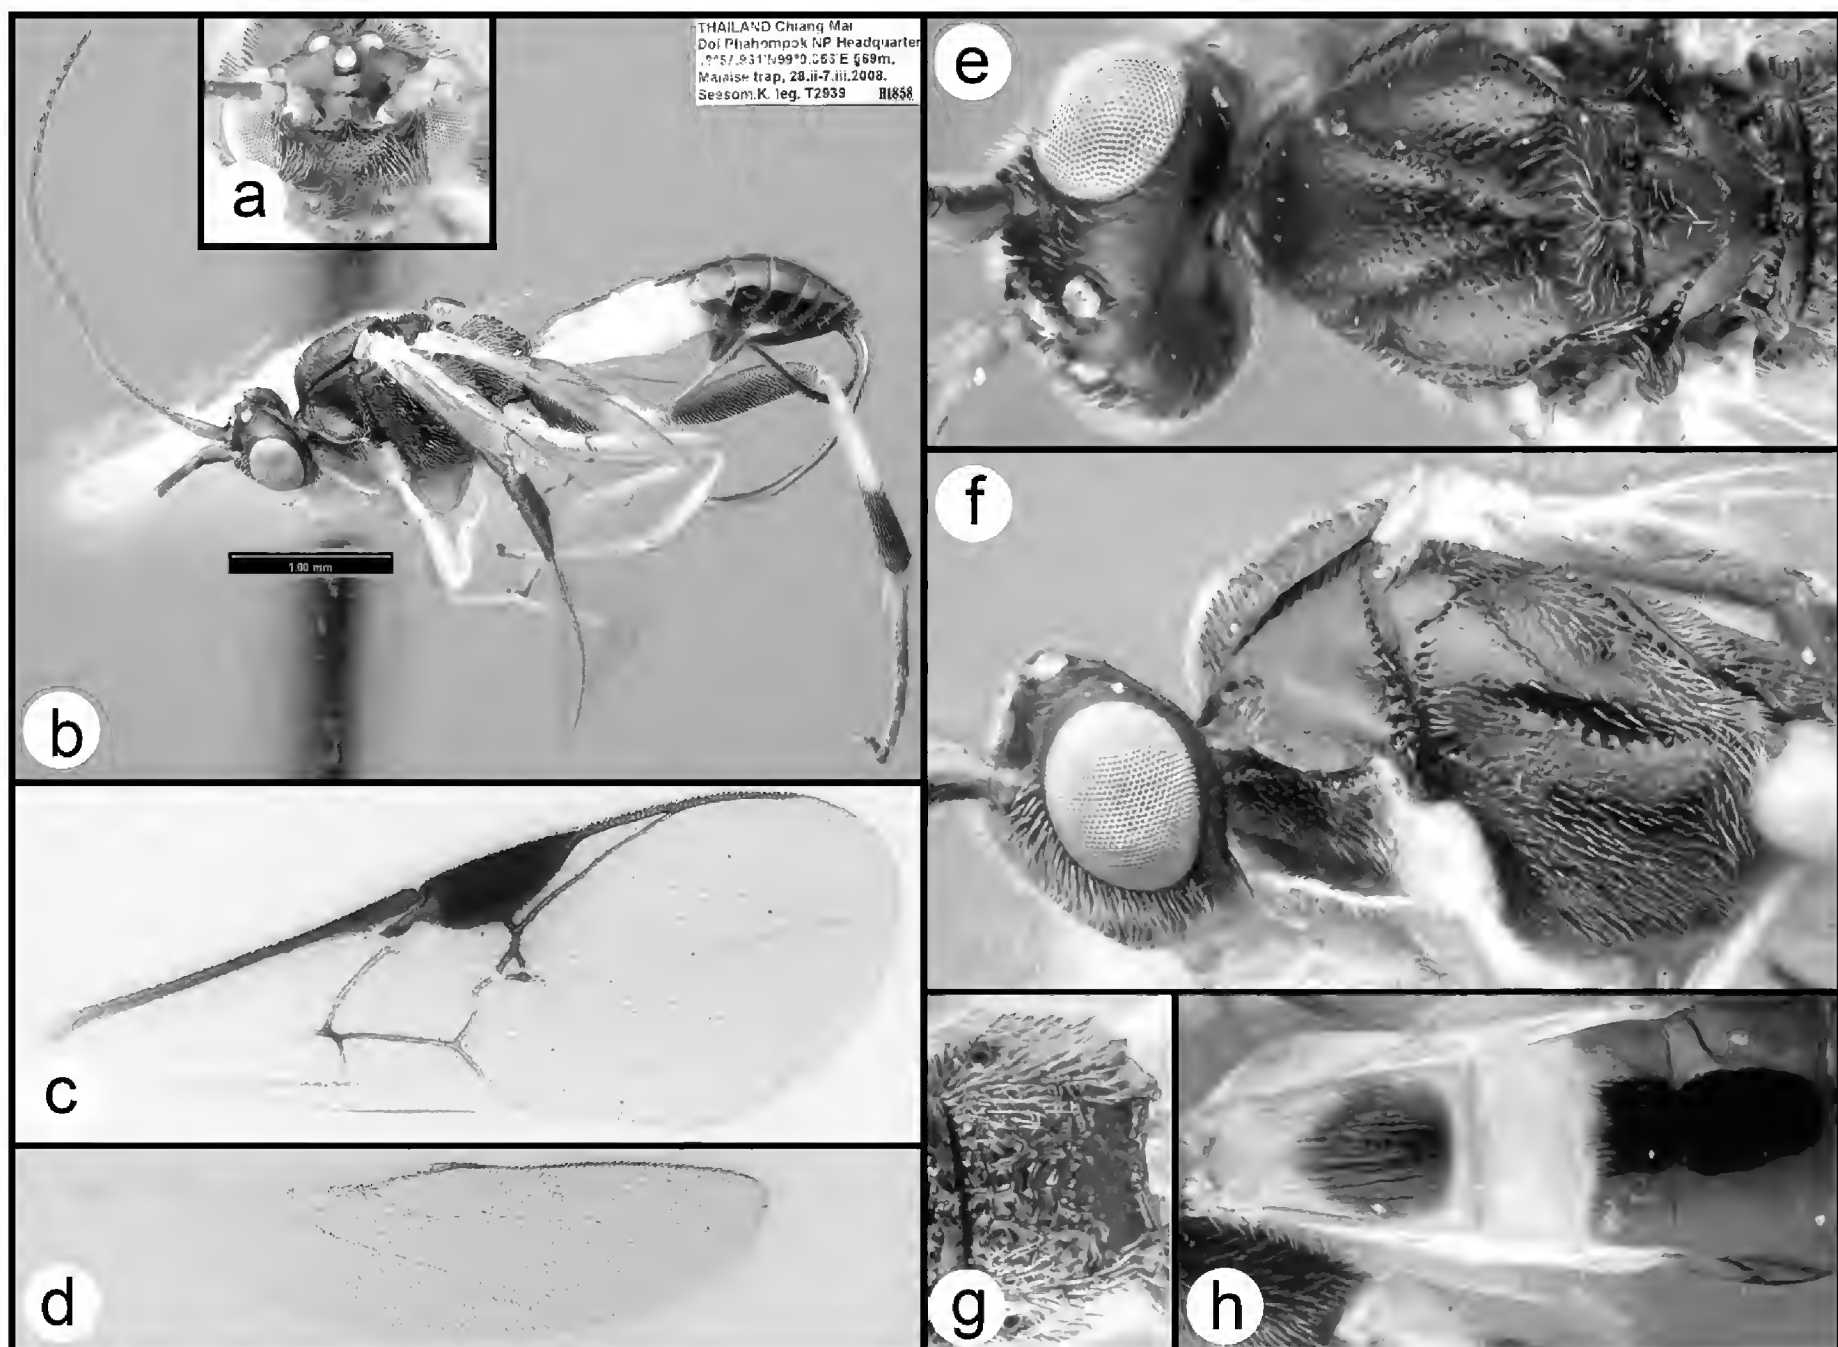 a
THAILAND Chiang Mai
Doi Phahompok NP Headquarter
Malaise trap, 28.ii-7.iii.2008.
Seesom.K. leg. T2939 H1858
b
1.00 mm
c
d
e
f
g
h